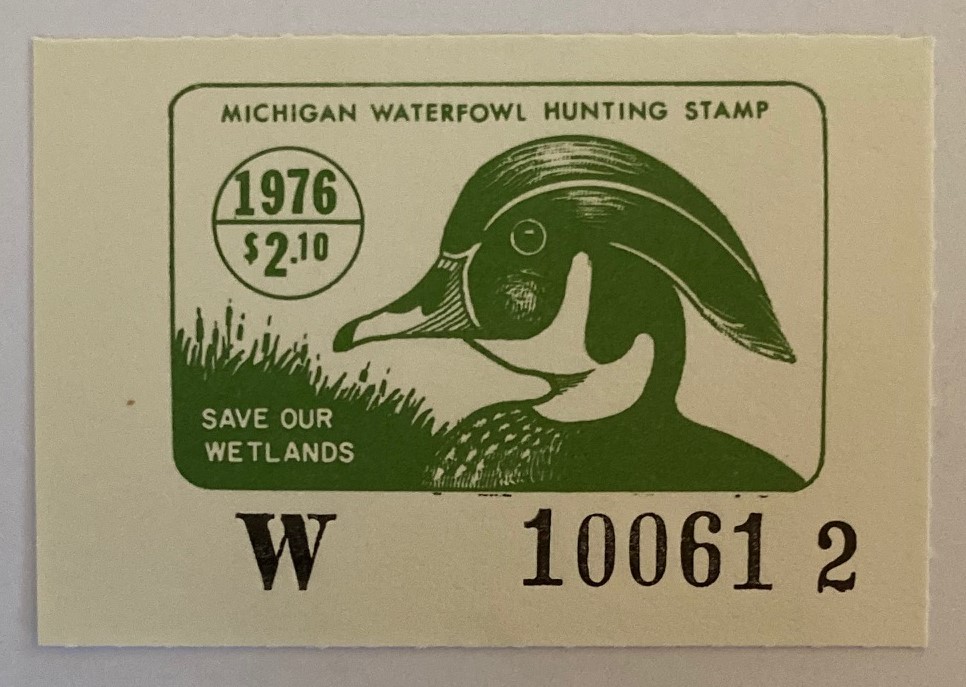 MICHIGAN WATERFOWL HUNTING STAMP
1976
$2.10
SAVE OUR
WETLANDS
W 10061 2